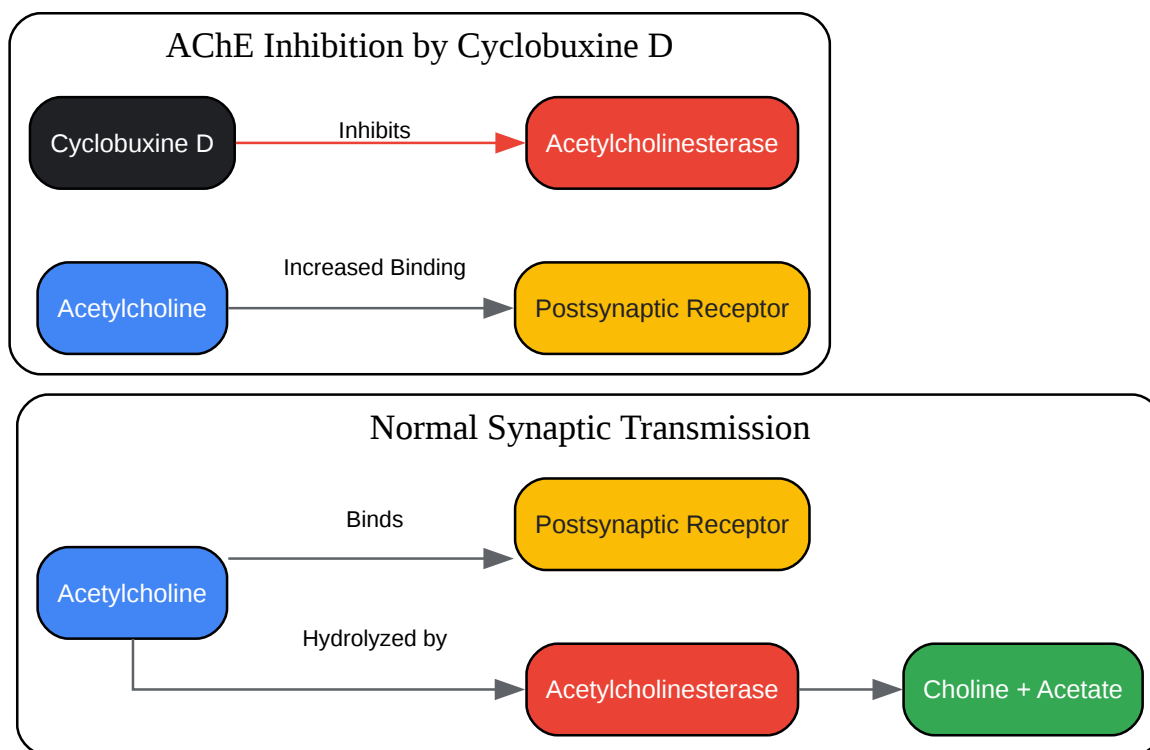 AChE Inhibition by Cyclobuxine D
Cyclobuxine D
Inhibits
Acetylcholinesterase
Acetylcholine
Increased Binding
Postsynaptic Receptor
Normal Synaptic Transmission
Acetylcholine
Binds
Postsynaptic Receptor
Hydrolyzed by
Acetylcholinesterase
Choline + Acetate